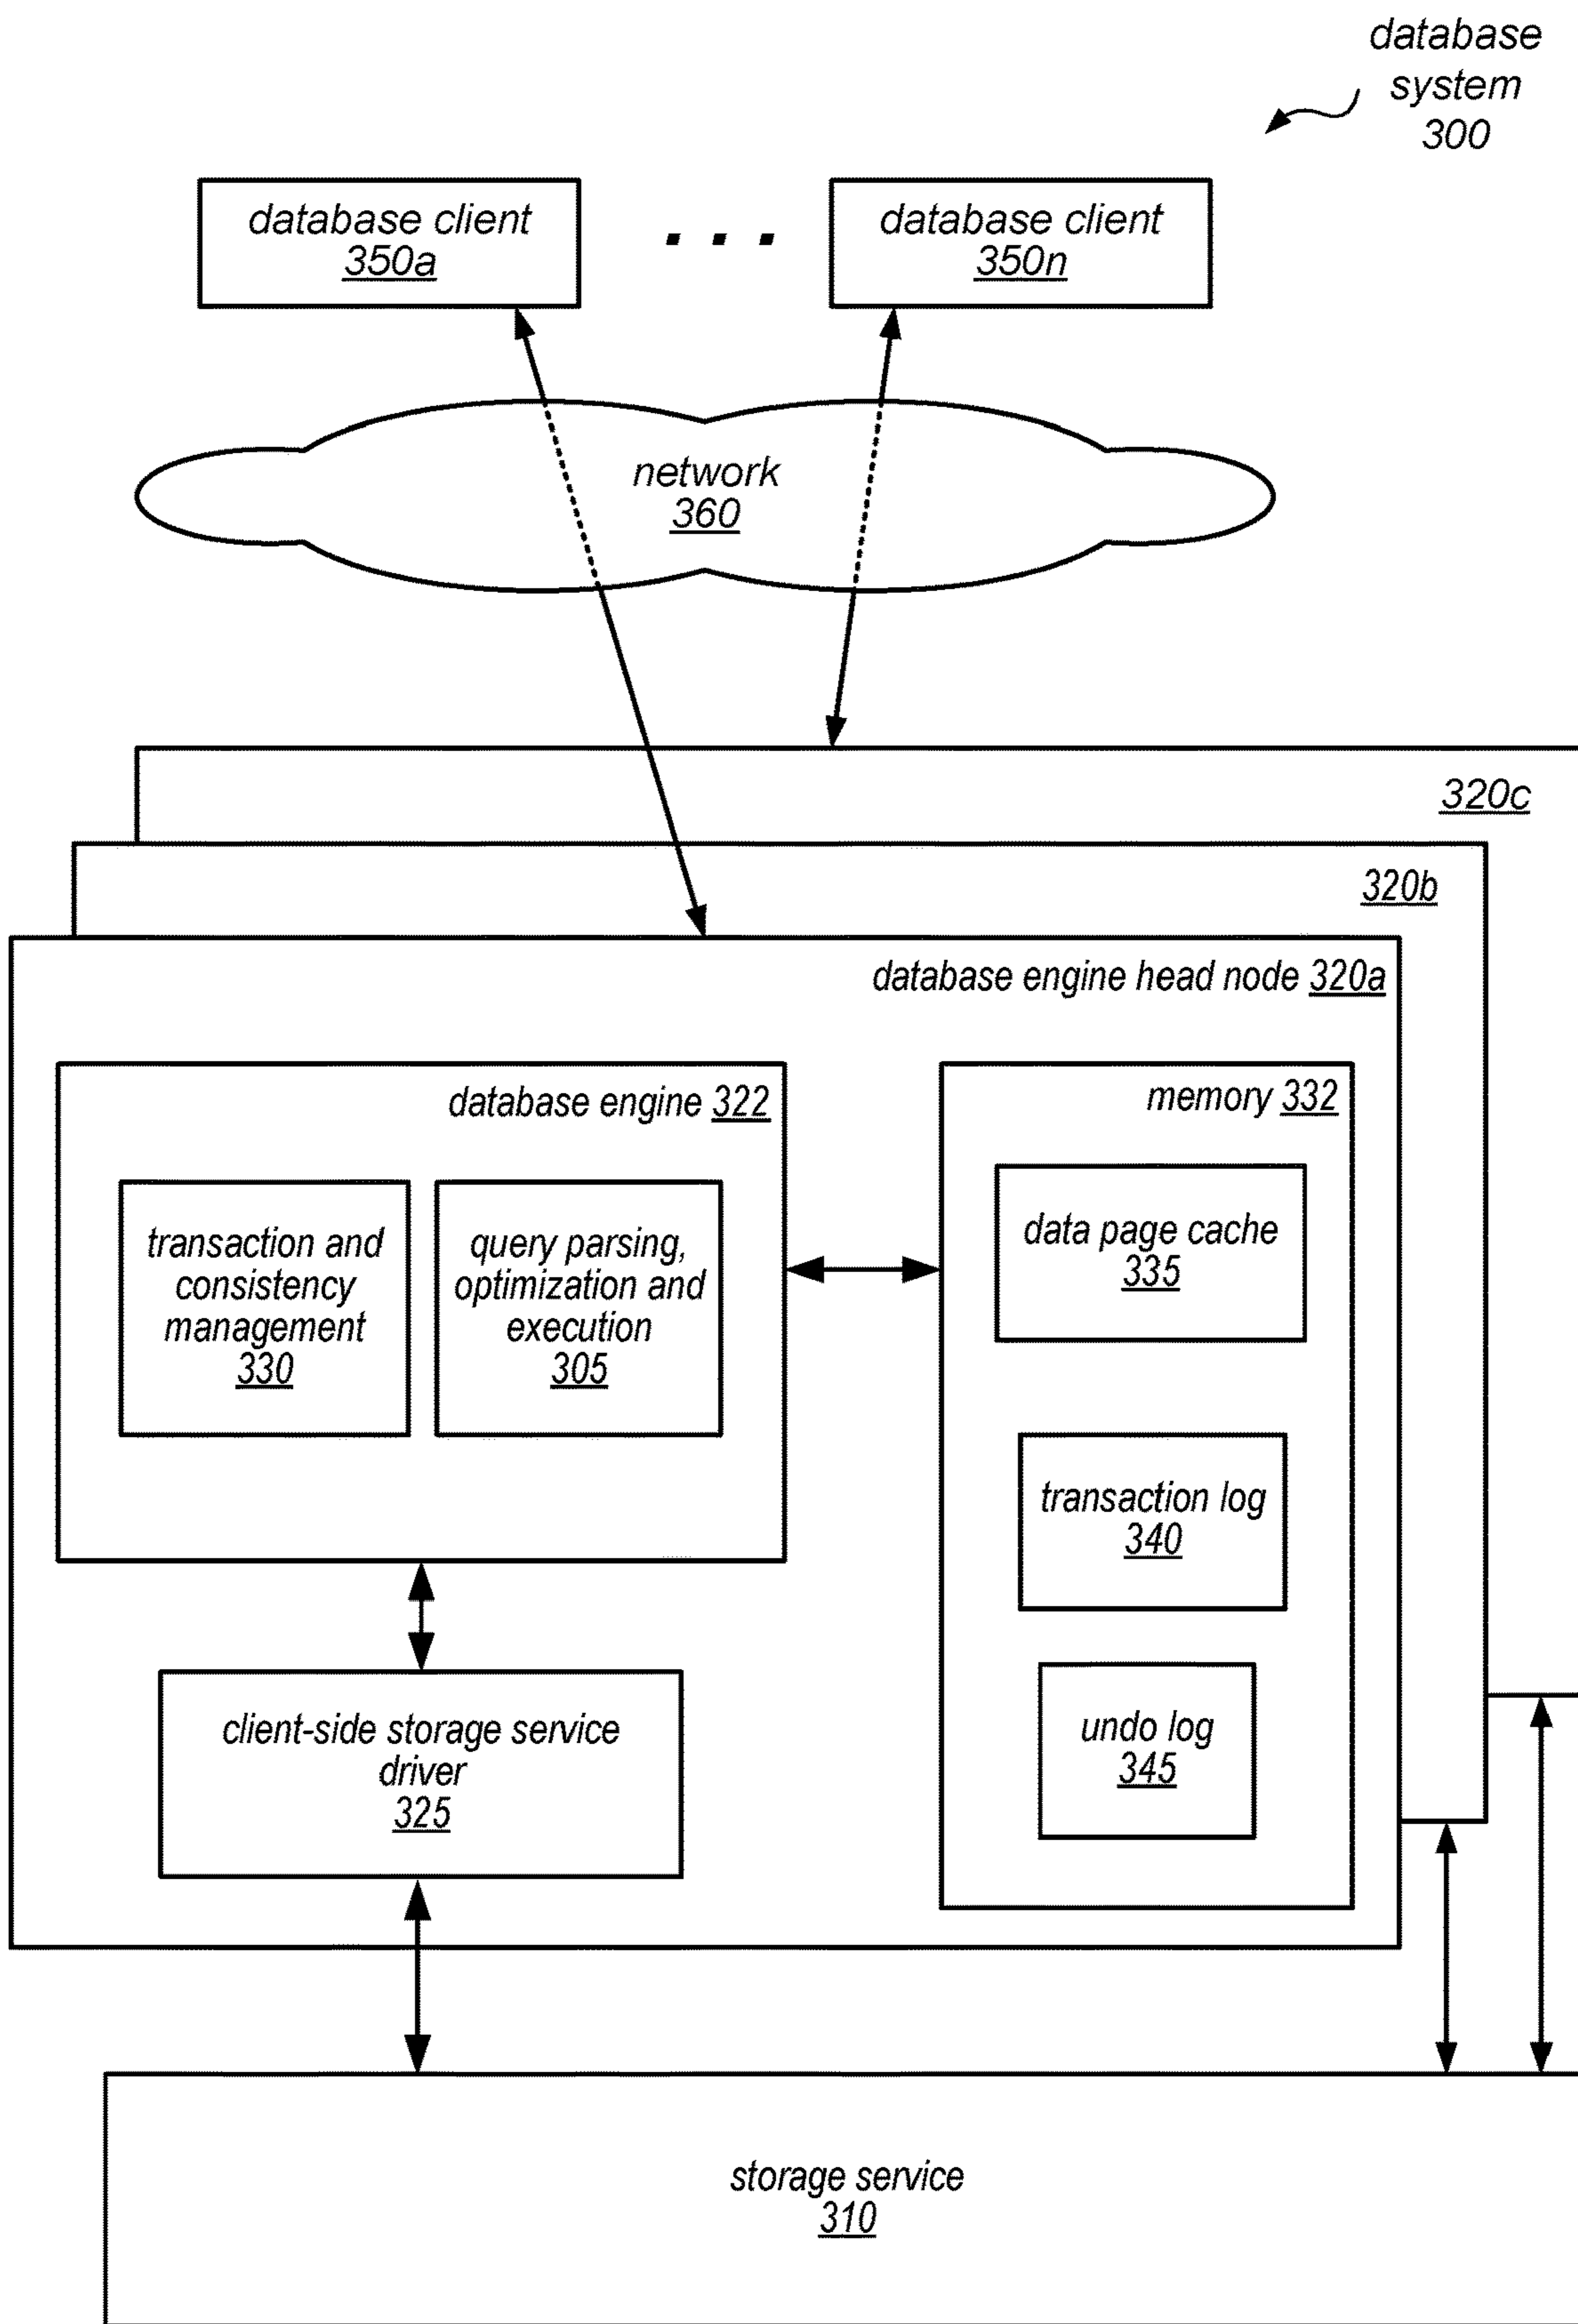 database
system
300
database client
350a
. . .
database client
350n
network
360
320c
320b
database engine head node 320a
database engine 322
memory 332
transaction and
consistency
management
330
query parsing,
optimization and
execution
305
data page cache
335
transaction log
340
undo log
345
client-side storage service
driver
325
storage service
310